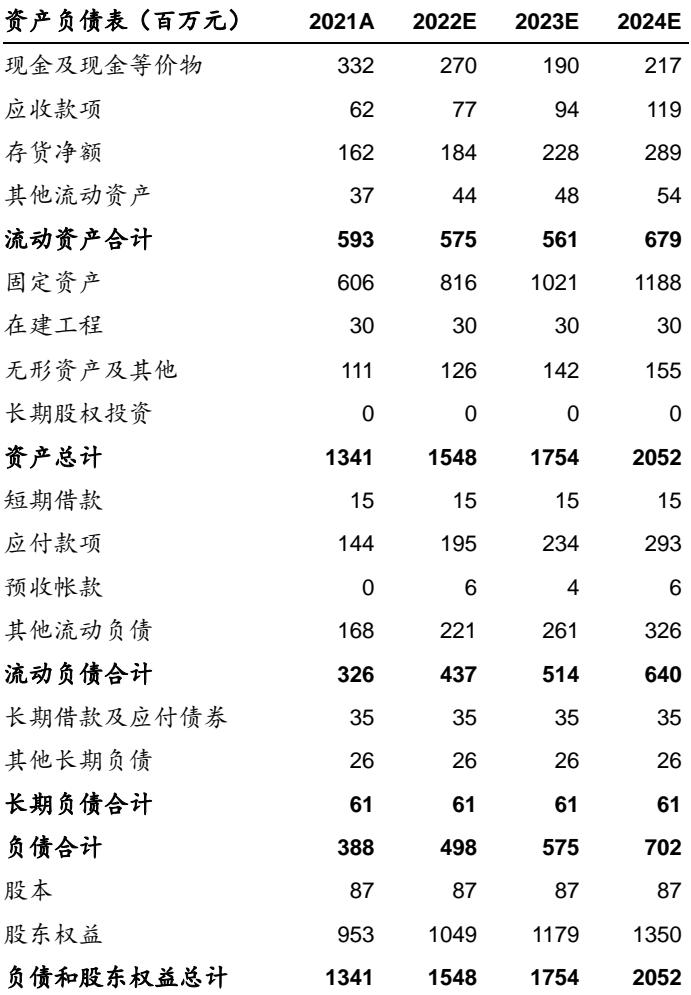 资产负债表（百万元） 2021A 2022E 2023E 2024E
现金及现金等价物 332 270 190 217
应收款项 62 77 94 119
存货净额 162 184 228 289
其他流动资产 37 44 48 54
流动资产合计 593 575 561 679
固定资产 606 816 1021 1188
在建工程 30 30 30 30
无形资产及其他 111 126 142 155
长期股权投资 0 0 0 0
资产总计 1341 1548 1754 2052
短期借款 15 15 15 15
应付款项 144 195 234 293
预收帐款 0 6 4 6
其他流动负债 168 221 261 326
流动负债合计 326 437 514 640
长期借款及应付债券 35 35 35 35
其他长期负债 26 26 26 26
长期负债合计 61 61 61 61
负债合计 388 498 575 702
股本 87 87 87 87
股东权益 953 1049 1179 1350
负债和股东权益总计 1341 1548 1754 2052